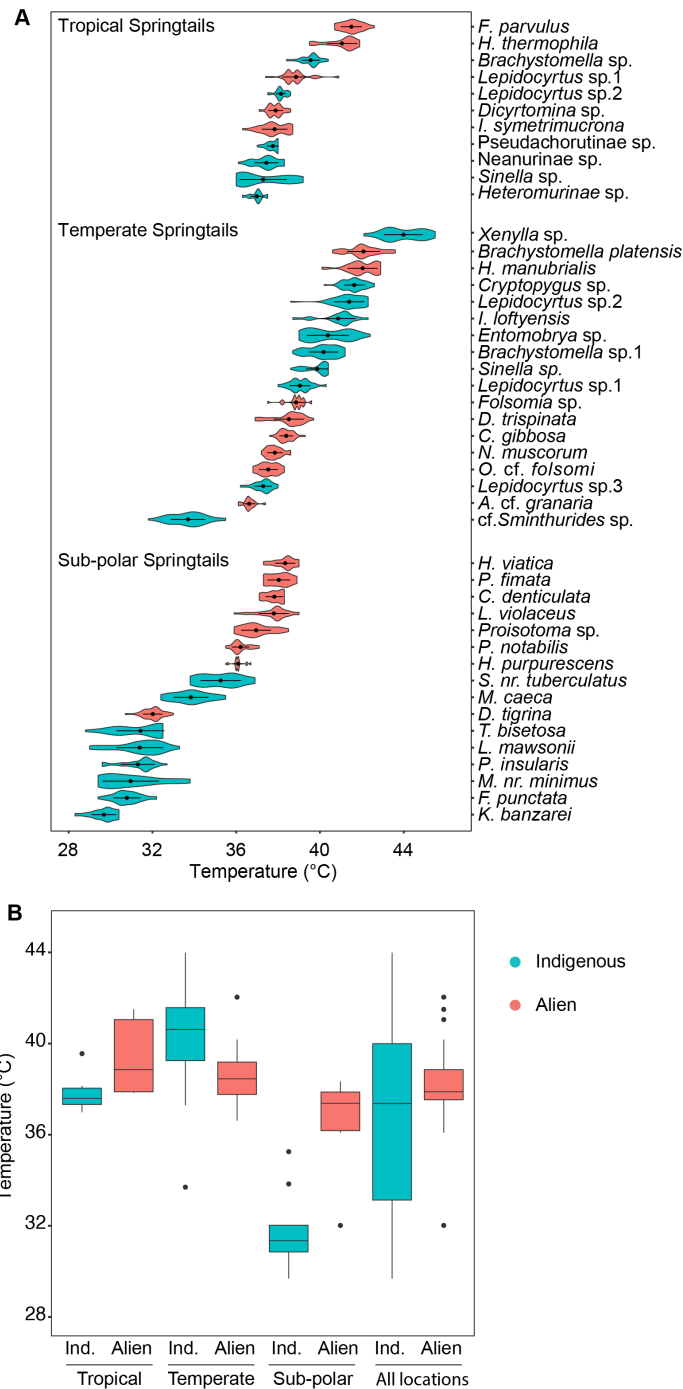 A
Tropical Springtails
F. parvulus
H. thermophila
Brachystomella sp.
Lepidocyrtus sp.1
Lepidocyrtus sp.2
Dicyrtomina sp.
I. symetrimucrona
Pseudachorutinae sp.
Neanurinae sp.
Sinella sp.
Heteromurinae sp.
Temperate Springtails
Xenylla sp.
Brachystomella platensis
H. manubrialis
Cryptopygus sp.
Lepidocyrtus sp.2
I. loftyensis
Entomobrya sp.
Brachystomella sp.1
Sinella sp.
Lepidocyrtus sp.1
Folsomia sp.
D. trispinata
C. gibbosa
N. muscorum
O. cf. folsomi
Lepidocyrtus sp.3
A. cf. granaria
cf.Sminthurides sp.
Sub-polar Springtails
H. viatica
P. fimata
C. denticulata
L. violaceus
Proisotoma sp.
P. notabilis
H. purpurescens
S. nr. tuberculatus
M. caeca
D. tigrina
T. bisetosa
L. mawsonii
P. insularis
M. nr. minimus
F. punctata
K. banzarei
28 32 36 40 44
Temperature (°C)
B
44
40
36
32
28
Temperature (°C)
Indigenous
Alien
Ind. Alien Ind. Alien Ind. Alien Ind. Alien
Tropical Temperate Sub-polar All locations